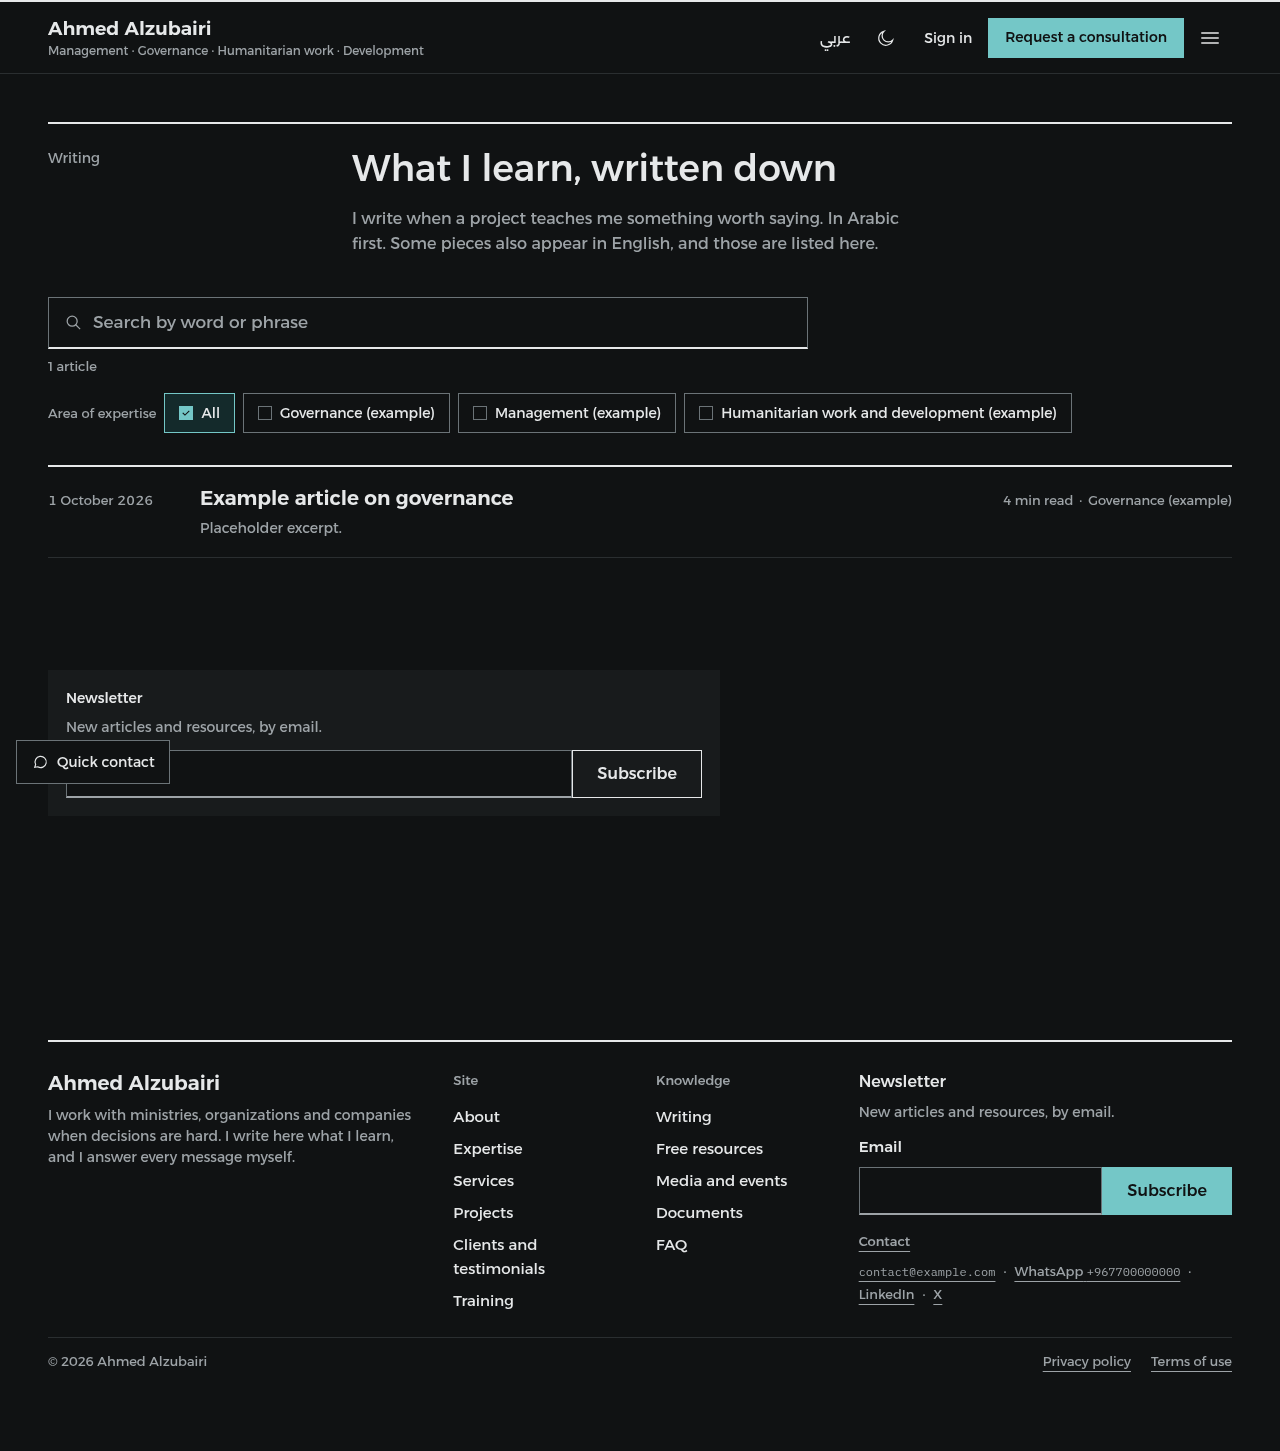 Ahmed Alzubairi
Management · Governance · Humanitarian work · Development
عربي
Sign in
Request a consultation
Writing
What I learn, written down
I write when a project teaches me something worth saying. In Arabic
first. Some pieces also appear in English, and those are listed here.
Search by word or phrase
1 article
Area of expertise
All
Governance (example)
Management (example)
Humanitarian work and development (example)
1 October 2026
Example article on governance
4 min read · Governance (example)
Placeholder excerpt.
Newsletter
New articles and resources, by email.
Quick contact
Subscribe
Ahmed Alzubairi
I work with ministries, organizations and companies
when decisions are hard. I write here what I learn,
and I answer every message myself.
Site
About
Expertise
Services
Projects
Clients and
testimonials
Training
Knowledge
Writing
Free resources
Media and events
Documents
FAQ
Newsletter
New articles and resources, by email.
Email
Subscribe
Contact
contact@example.com · WhatsApp +967700000000 ·
LinkedIn · X
© 2026 Ahmed Alzubairi
Privacy policy
Terms of use